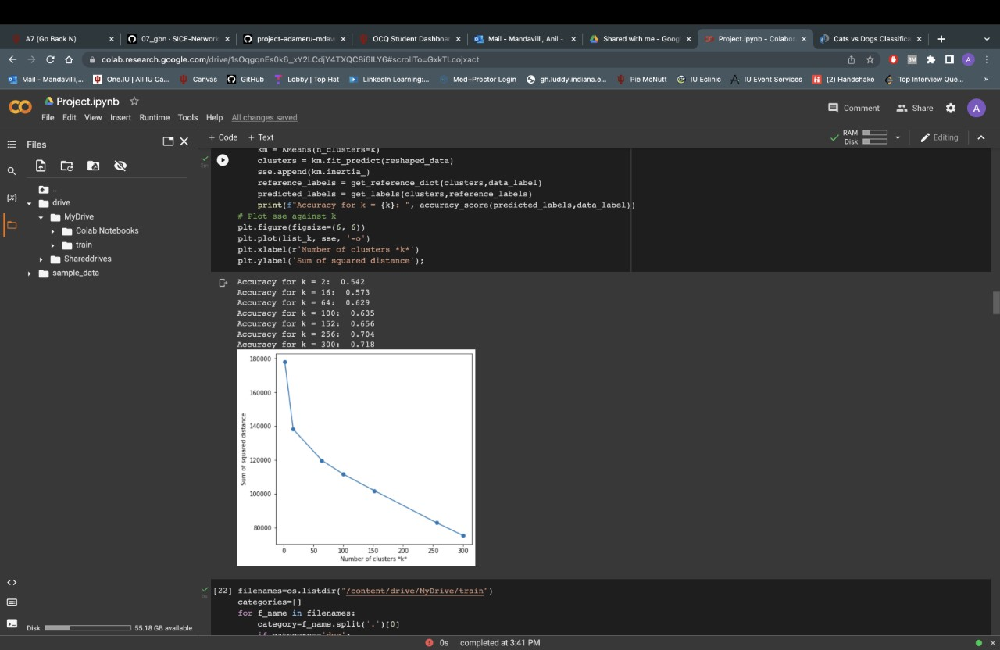 A7 (Go Back N)
07_gbn · SICE-Network
project-adameru-mdav
OCQ Student Dashboar
Mail - Mandavilli, Anil -
Shared with me - Goog
Project.ipynb - Colabor
Cats vs Dogs Classifica
colab.research.google.com/drive/1sOqgqnEs0k6_xY2LCdjY4TXQC8i6ILY6#scrollTo=GxkTLcojxact
SM
A
Mail - Mandavilli,...
One.IU | All IU Ca...
Canvas
GitHub
Lobby | Top Hat
LinkedIn Learning:...
Med+Proctor Login
gh.luddy.indiana.e...
Pie McNutt
IU Eclinic
IU Event Services
(2) Handshake
Top Interview Que...
»
CO
Project.ipynb
Comment
Share
A
File Edit View Insert Runtime Tools Help All changes saved
Files
+ Code + Text
RAM
Disk
Editing
{x}
..
drive
MyDrive
Colab Notebooks
train
Shareddrives
sample_data
km = KMeans(n_clusters=k)
clusters = km.fit_predict(reshaped_data)
sse.append(km.inertia_)
reference_labels = get_reference_dict(clusters,data_label)
predicted_labels = get_labels(clusters,reference_labels)
print(f"Accuracy for k = {k}: ", accuracy_score(predicted_labels,data_label))
# Plot sse against k
plt.figure(figsize=(6, 6))
plt.plot(list_k, sse, '-o')
plt.xlabel(r'Number of clusters *k*')
plt.ylabel('Sum of squared distance');
Accuracy for k = 2:  0.542
Accuracy for k = 16:  0.573
Accuracy for k = 64:  0.629
Accuracy for k = 100:  0.635
Accuracy for k = 152:  0.656
Accuracy for k = 256:  0.704
Accuracy for k = 300:  0.718
180000
160000
140000
120000
100000
80000
Sum of squared distance
0 50 100 150 200 250 300
Number of clusters *k*
[22] filenames=os.listdir("/content/drive/MyDrive/train")
categories=[]
for f_name in filenames:
category=f_name.split('.')[0]
if category=='dog':
Disk
55.18 GB available
0s completed at 3:41 PM